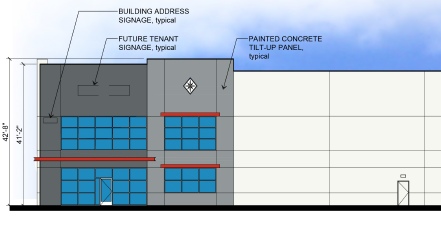 BUILDING ADDRESS
SIGNAGE, typical
FUTURE TENANT
SIGNAGE, typical
PAINTED CONCRETE
TILT-UP PANEL,
typical
42'-8"
41'-2"